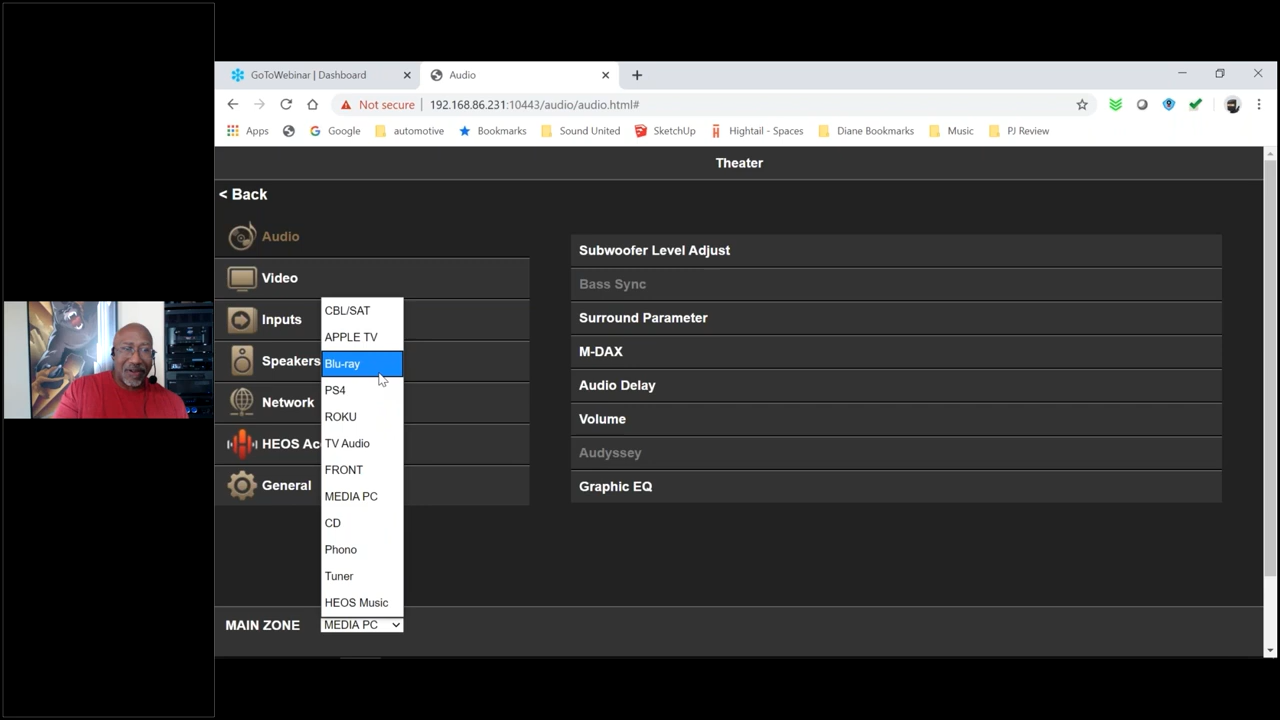 GoToWebinar | Dashboard
Audio
Not secure
192.168.86.231:10443/audio/audio.html#
Apps
Google
automotive
Bookmarks
Sound United
SketchUp
Hightail - Spaces
Diane Bookmarks
Music
PJ Review
Theater
< Back
Audio
Video
Inputs
Speakers
Network
HEOS Ac
General
Subwoofer Level Adjust
Bass Sync
Surround Parameter
M-DAX
Audio Delay
Volume
Audyssey
Graphic EQ
CBL/SAT
APPLE TV
Blu-ray
PS4
ROKU
TV Audio
FRONT
MEDIA PC
CD
Phono
Tuner
HEOS Music
MAIN ZONE
MEDIA PC